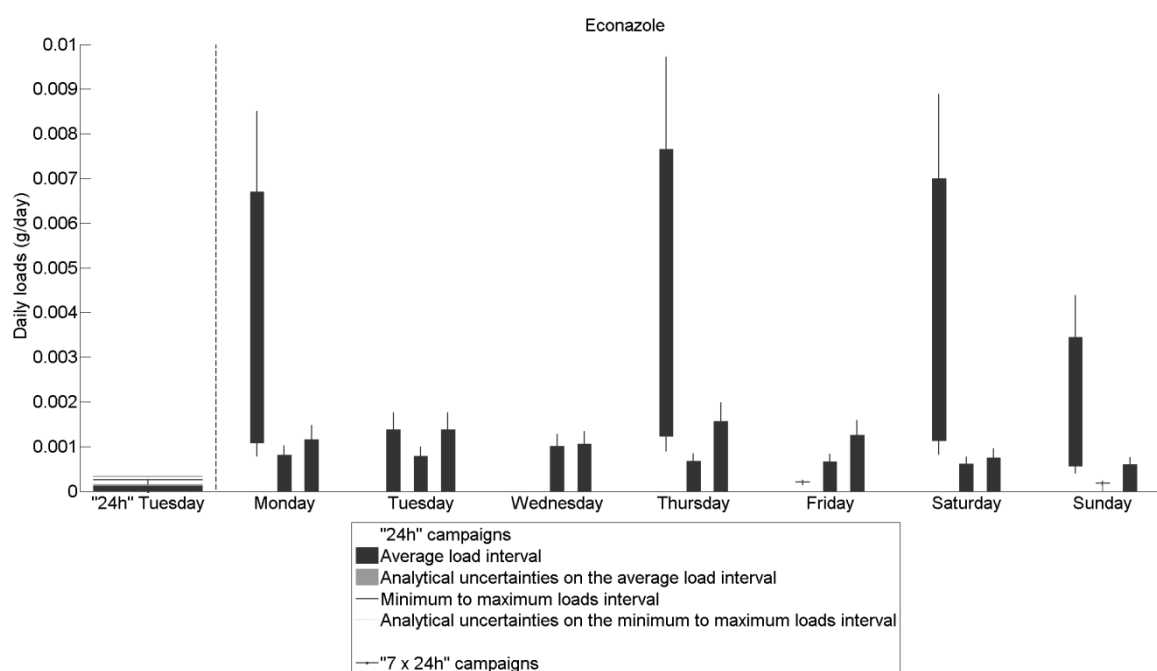 Econazole
Daily loads (g/day)
0.01
0.009
0.008
0.007
0.006
0.005
0.004
0.003
0.002
0.001
0
"24h" Tuesday Monday Tuesday Wednesday Thursday Friday Saturday Sunday
"24h" campaigns
Average load interval
Analytical uncertainties on the average load interval
Minimum to maximum loads interval
Analytical uncertainties on the minimum to maximum loads interval
"7 x 24h" campaigns